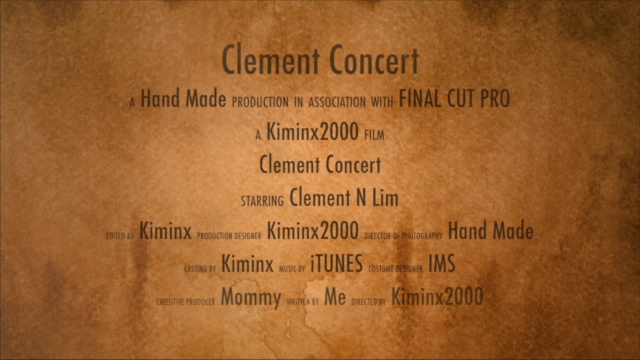 Clement Concert
A Hand Made PRODUCTION IN ASSOCIATION WITH FINAL CUT PRO
A Kiminx2000 FILM
Clement Concert
STARRING Clement N Lim
EDITED BY Kiminx PRODUCTION DESIGNER Kiminx2000 DIRECTOR OF PHOTOGRAPHY Hand Made
CASTING BY Kiminx MUSIC BY iTUNES COSTUME DESIGNER IMS
EXECUTIVE PRODUCER Mommy WRITTEN BY Me DIRECTED BY Kiminx2000